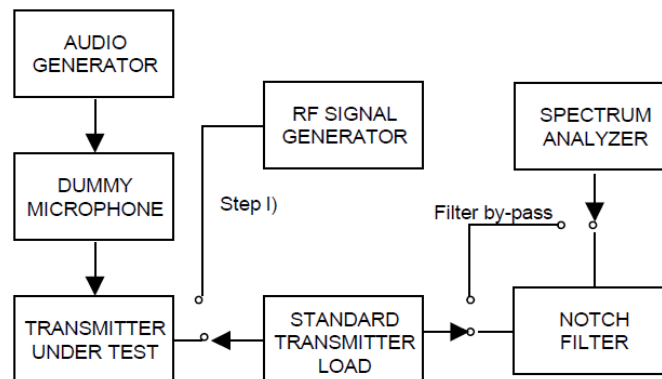 AUDIO
GENERATOR
RF SIGNAL
GENERATOR
SPECTRUM
ANALYZER
DUMMY
MICROPHONE
Step I)
Filter by-pass
TRANSMITTER
UNDER TEST
STANDARD
TRANSMITTER
LOAD
NOTCH
FILTER